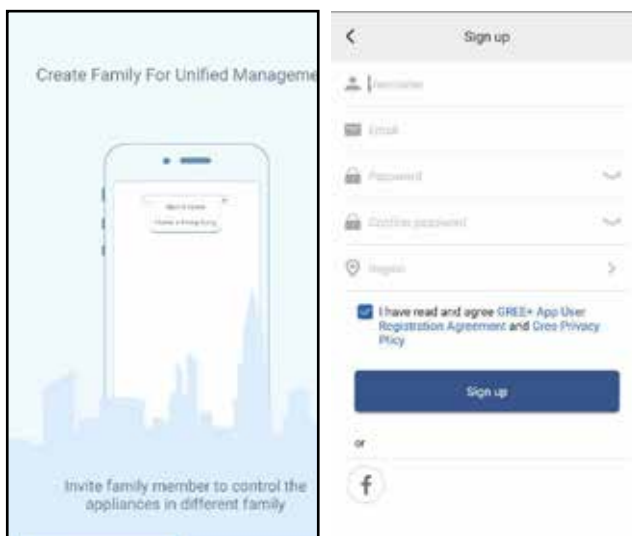 Create Family For Unified Manageme
Invite family member to control the
appliances in different family
Sign up
Username
Email
Password
Confirm password
Region
I have read and agree GREE+ App User
Registration Agreement and Gree Privacy
Plicy
Sign up
or
f